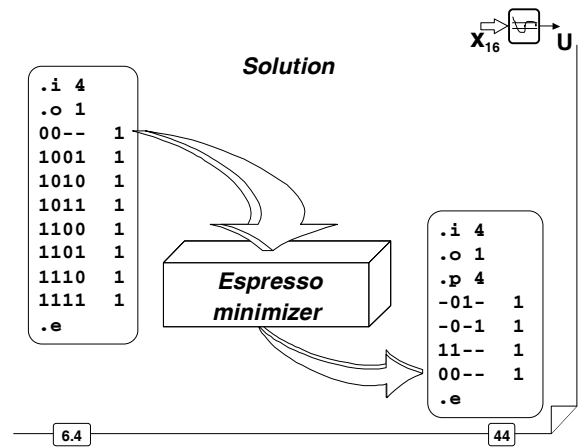 X16 U
Solution
.i 4
.o 1
00-- 1
1001 1
1010 1
1011 1
1100 1
1101 1
1110 1
1111 1
.e
Espresso
minimizer
.i 4
.o 1
.p 4
-01- 1
-0-1 1
11-- 1
00-- 1
.e
6.4 44